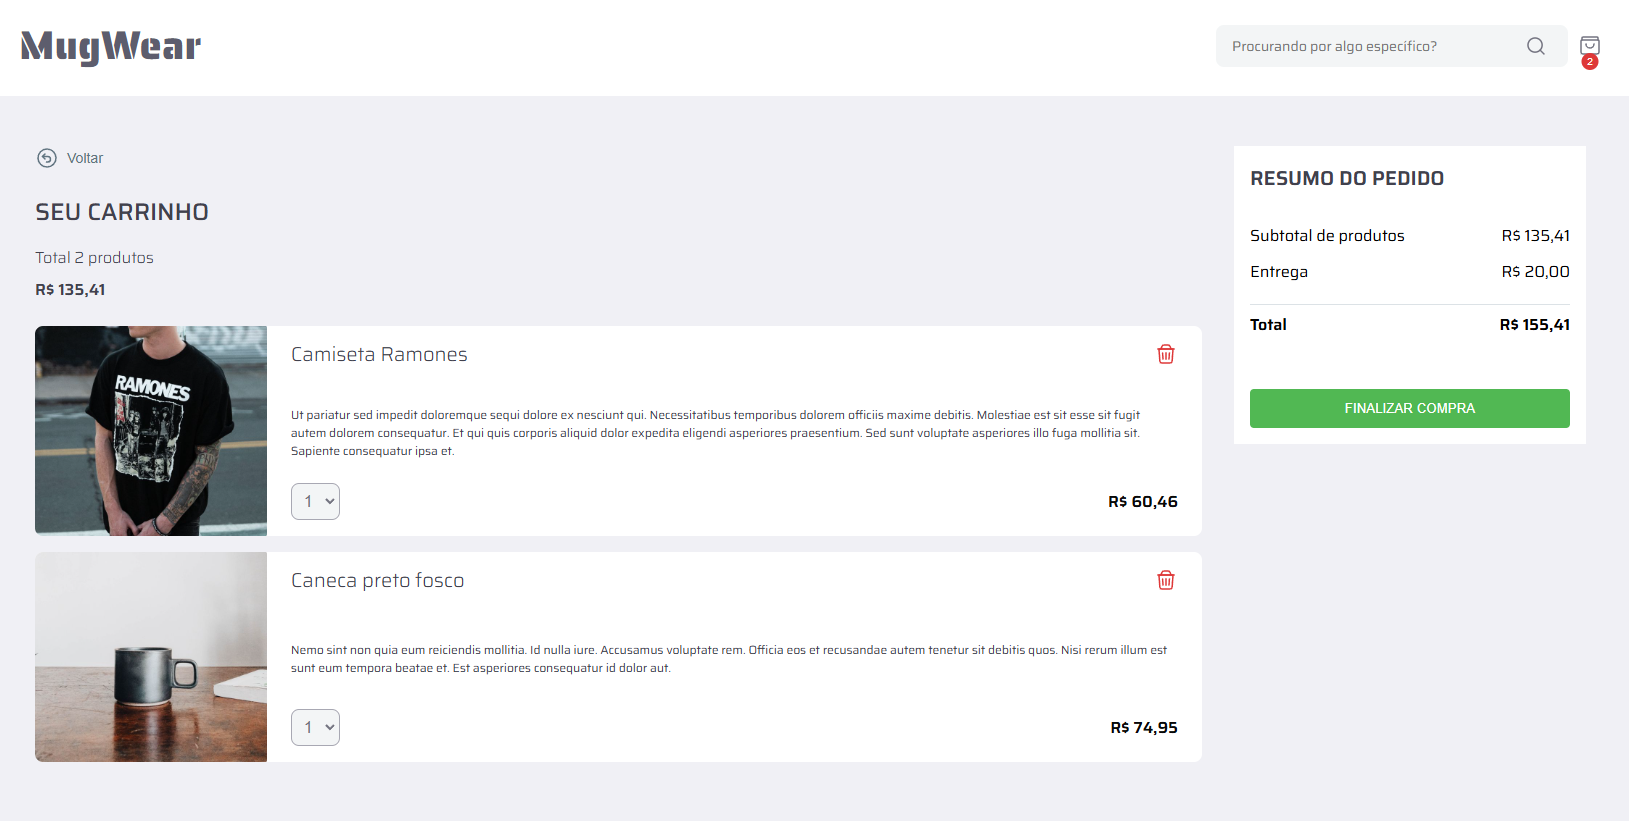 MugWear
Procurando por algo específico?
2
Voltar
SEU CARRINHO
Total 2 produtos
R$ 135,41
RAMONES
Camiseta Ramones
Ut pariatur sed impedit doloremque sequi dolore ex nesciunt qui. Necessitatibus temporibus dolorem officiis maxime debitis. Molestiae est sit esse sit fugit
autem dolorem consequatur. Et qui quis corporis aliquid dolor expedita eligendi asperiores praesentium. Sed sunt voluptate asperiores illo fuga mollitia sit.
Sapiente consequatur ipsa et.
1
R$ 60,46
Caneca preto fosco
Nemo sint non quia eum reiciendis mollitia. Id nulla iure. Accusamus voluptate rem. Officia eos et recusandae autem tenetur sit debitis quos. Nisi rerum illum est
sunt eum tempora beatae et. Est asperiores consequatur id dolor aut.
1
R$ 74,95
RESUMO DO PEDIDO
Subtotal de produtos R$ 135,41
Entrega R$ 20,00
Total R$ 155,41
FINALIZAR COMPRA